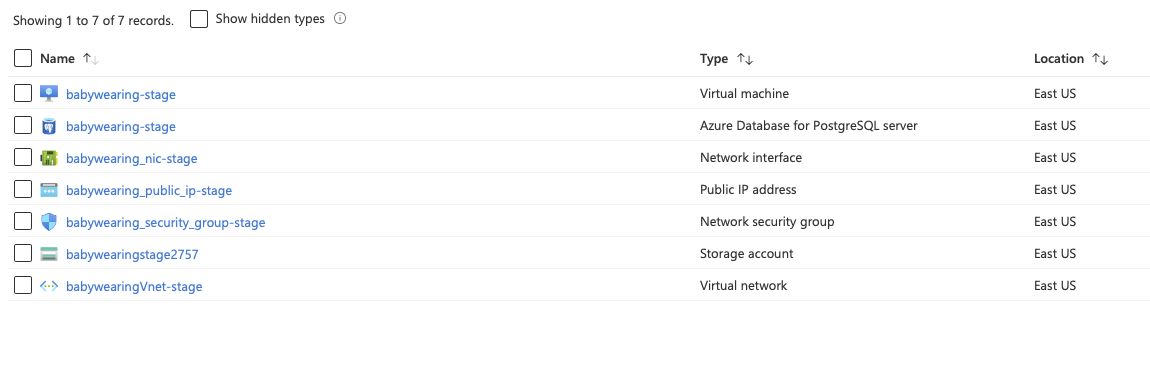 Showing 1 to 7 of 7 records. Show hidden types
Name Type Location
babywearing-stage Virtual machine East US
babywearing-stage Azure Database for PostgreSQL server East US
babywearing_nic-stage Network interface East US
babywearing_public_ip-stage Public IP address East US
babywearing_security_group-stage Network security group East US
babywearingstage2757 Storage account East US
babywearingVnet-stage Virtual network East US